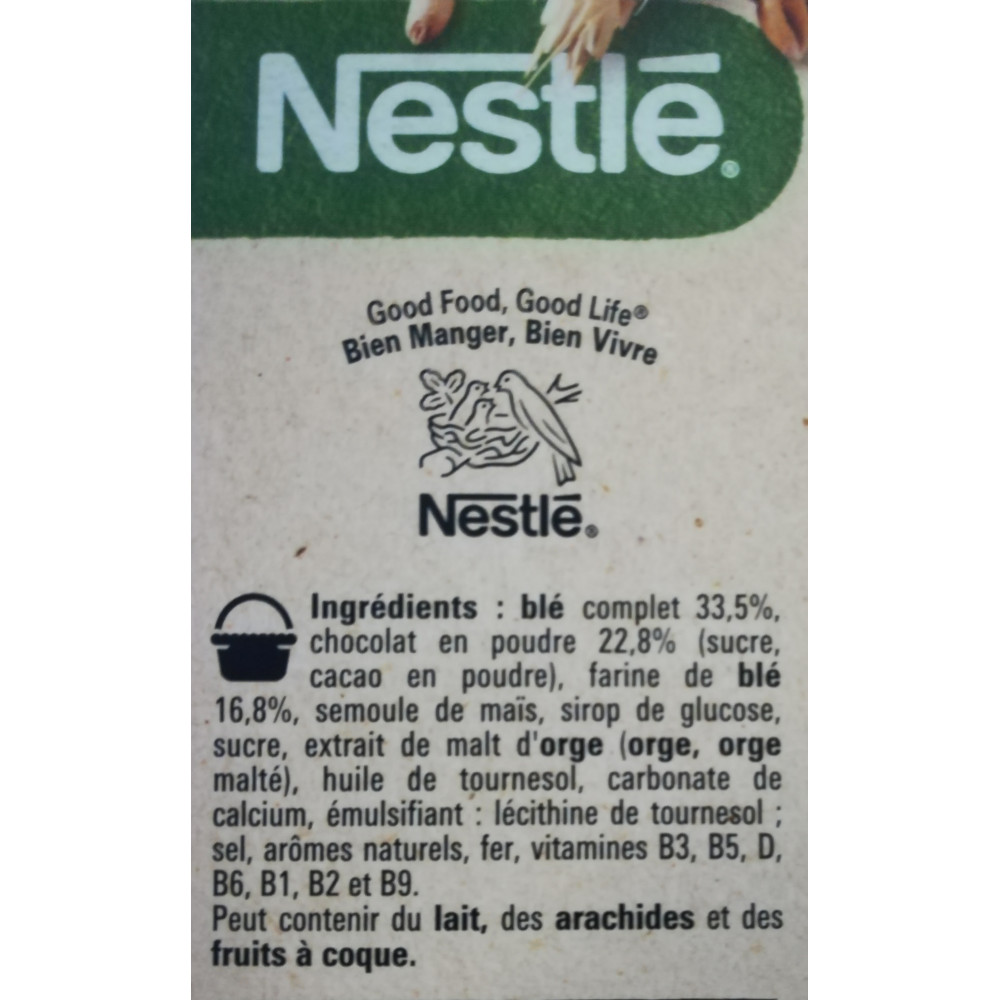 Nestlé®
Good Food, Good Life®
Bien Manger, Bien Vivre
Nestlé®
Ingrédients : blé complet 33,5%,
chocolat en poudre 22,8% (sucre,
cacao en poudre), farine de blé
16,8%, semoule de maïs, sirop de glucose,
sucre, extrait de malt d'orge (orge, orge
malté), huile de tournesol, carbonate de
calcium, émulsifiant : lécithine de tournesol ;
sel, arômes naturels, fer, vitamines B3, B5, D,
B6, B1, B2 et B9.
Peut contenir du lait, des arachides et des
fruits à coque.